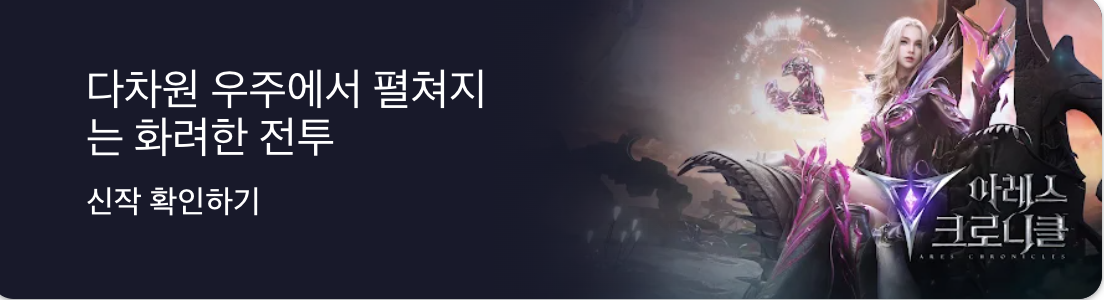 다차원 우주에서 펼쳐지
는 화려한 전투
신작 확인하기
아레스
크로니클
ARES CHRONICLES